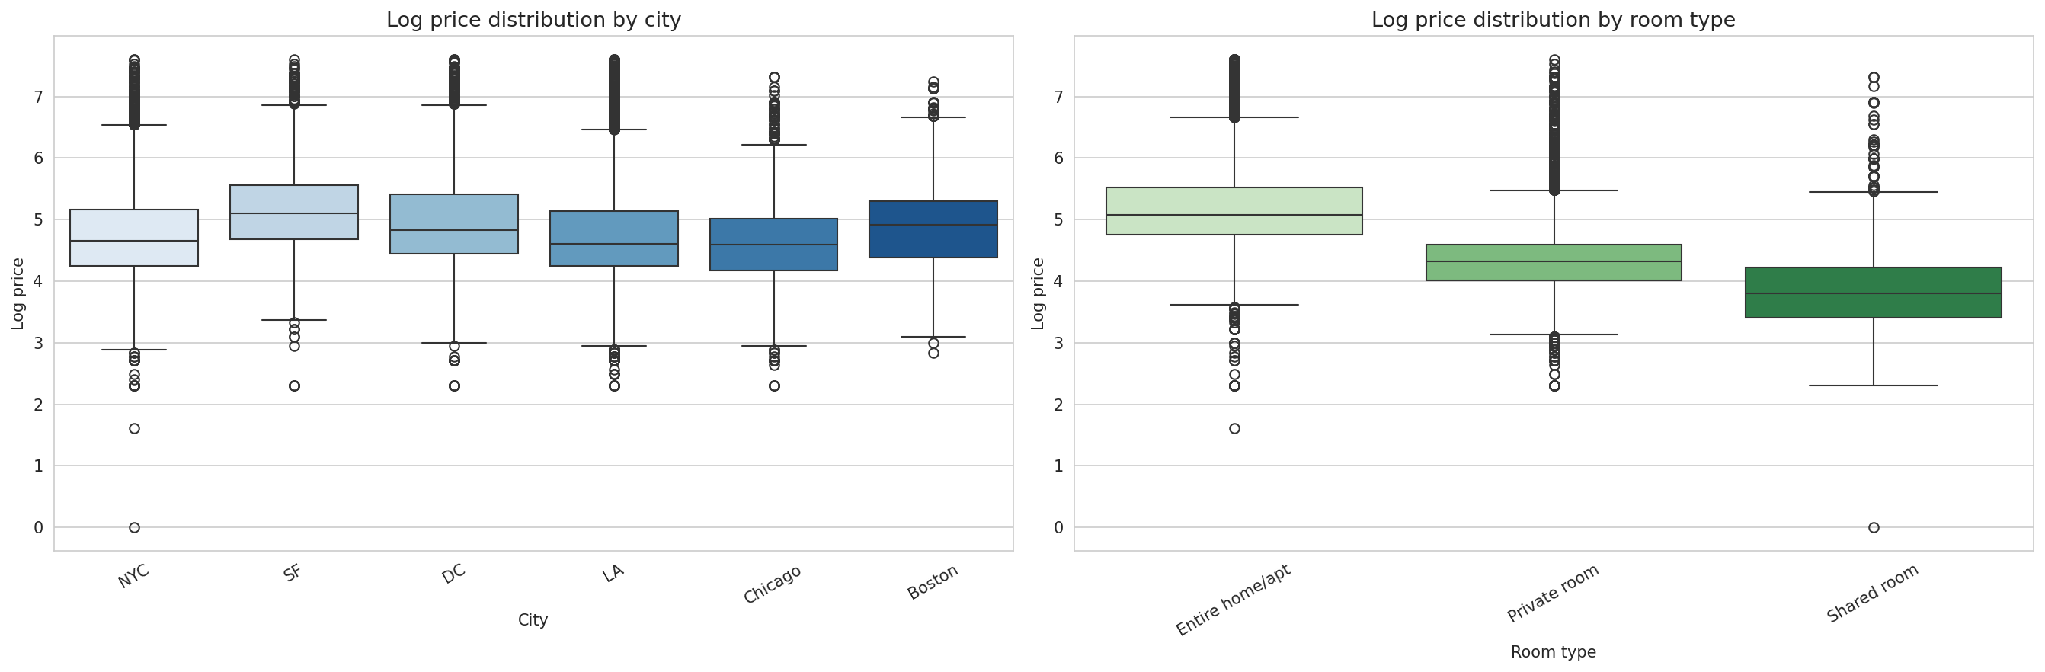 Log price distribution by city
Log price
7
6
5
4
3
2
1
0
NYC
SF
DC
LA
Chicago
Boston
City
Log price distribution by room type
Log price
7
6
5
4
3
2
1
0
Entire home/apt
Private room
Shared room
Room type